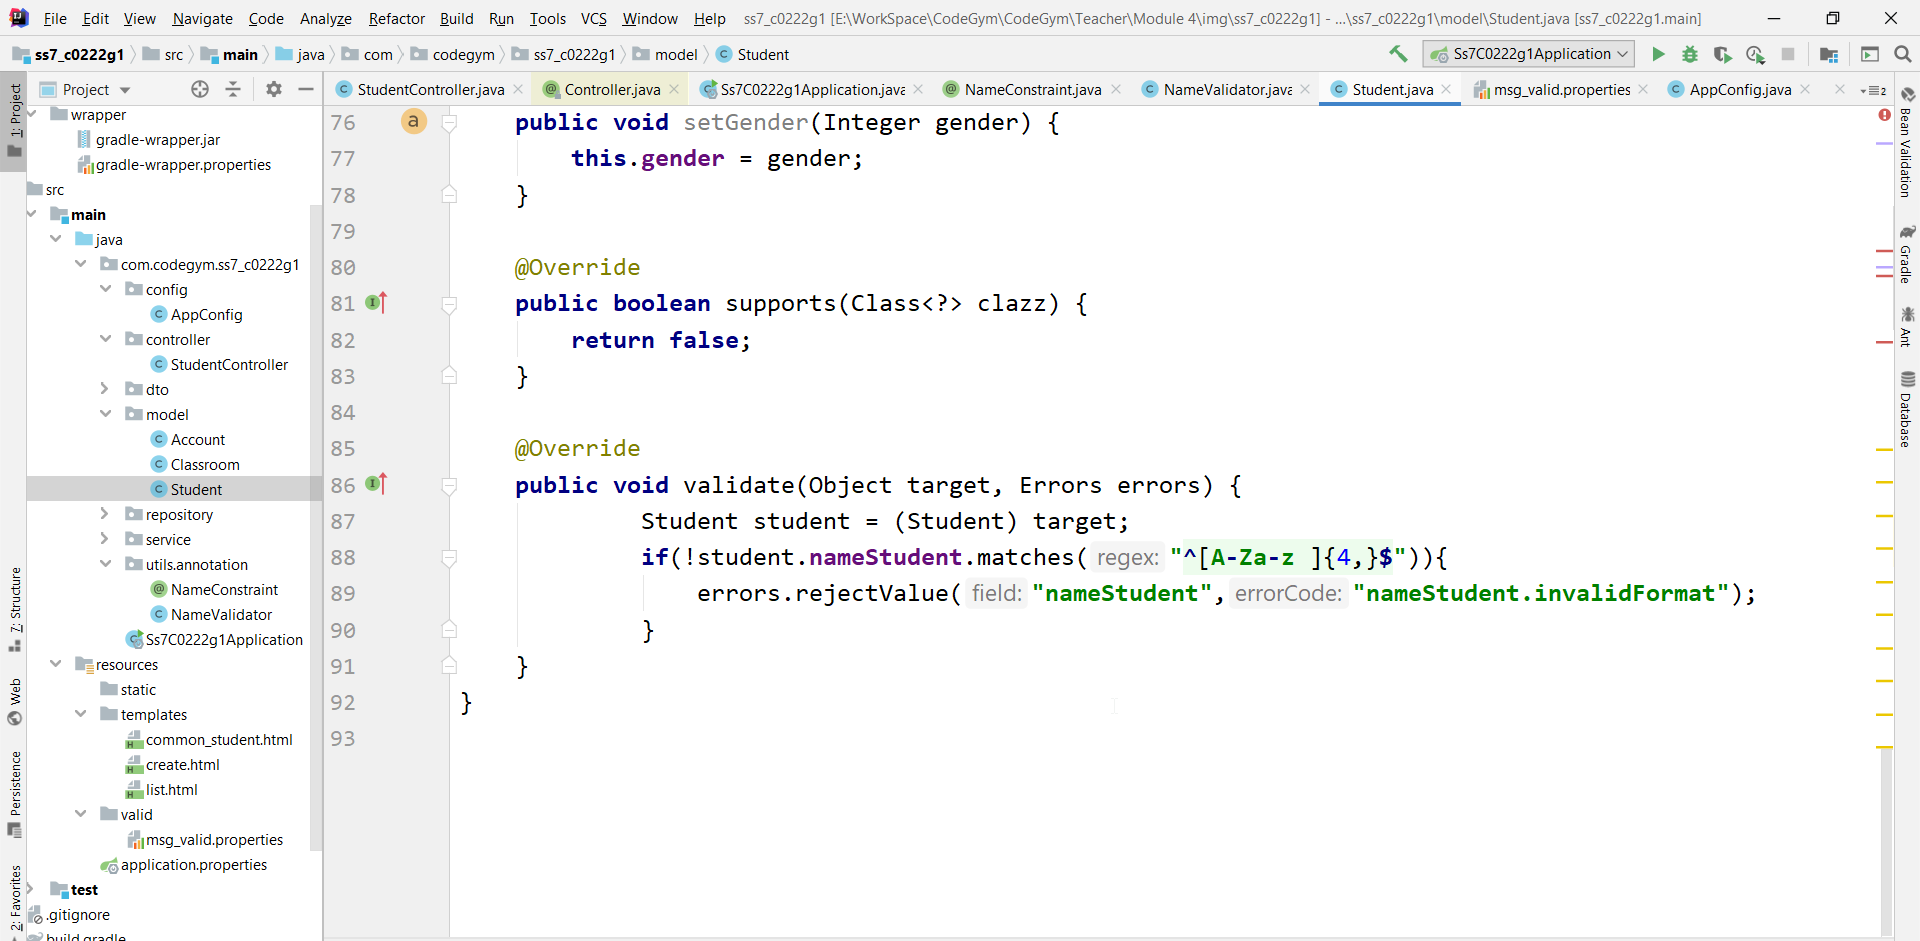 File Edit View Navigate Code Analyze Refactor Build Run Tools VCS Window Help ss7_c0222g1 [E:\WorkSpace\CodeGym\CodeGym\Teacher\Module 4\img\ss7_c0222g1] - ...\ss7_c0222g1\model\Student.java [ss7_c0222g1.main]
ss7_c0222g1 src main java com codegym ss7_c0222g1 model Student Ss7C0222g1Application
Project StudentController.java Controller.java Ss7C0222g1Application.java NameConstraint.java NameValidator.java Student.java msg_valid.properties AppConfig.java 2
1: Project
7: Structure
Web
Persistence
2: Favorites
wrapper
gradle-wrapper.jar
gradle-wrapper.properties
src
main
java
com.codegym.ss7_c0222g1
config
AppConfig
controller
StudentController
dto
model
Account
Classroom
Student
repository
service
utils.annotation
NameConstraint
NameValidator
Ss7C0222g1Application
resources
static
templates
common_student.html
create.html
list.html
valid
msg_valid.properties
application.properties
test
.gitignore
build.gradle
76 a public void setGender(Integer gender) {
77 this.gender = gender;
78 }
79
80 @Override
81 public boolean supports(Class<?> clazz) {
82 return false;
83 }
84
85 @Override
86 public void validate(Object target, Errors errors) {
87 Student student = (Student) target;
88 if(!student.nameStudent.matches( regex: "^[A-Za-z ]{4,}$")){
89 errors.rejectValue( field: "nameStudent", errorCode: "nameStudent.invalidFormat");
90 }
91 }
92 }
93
Bean Validation
Gradle
Ant
Database